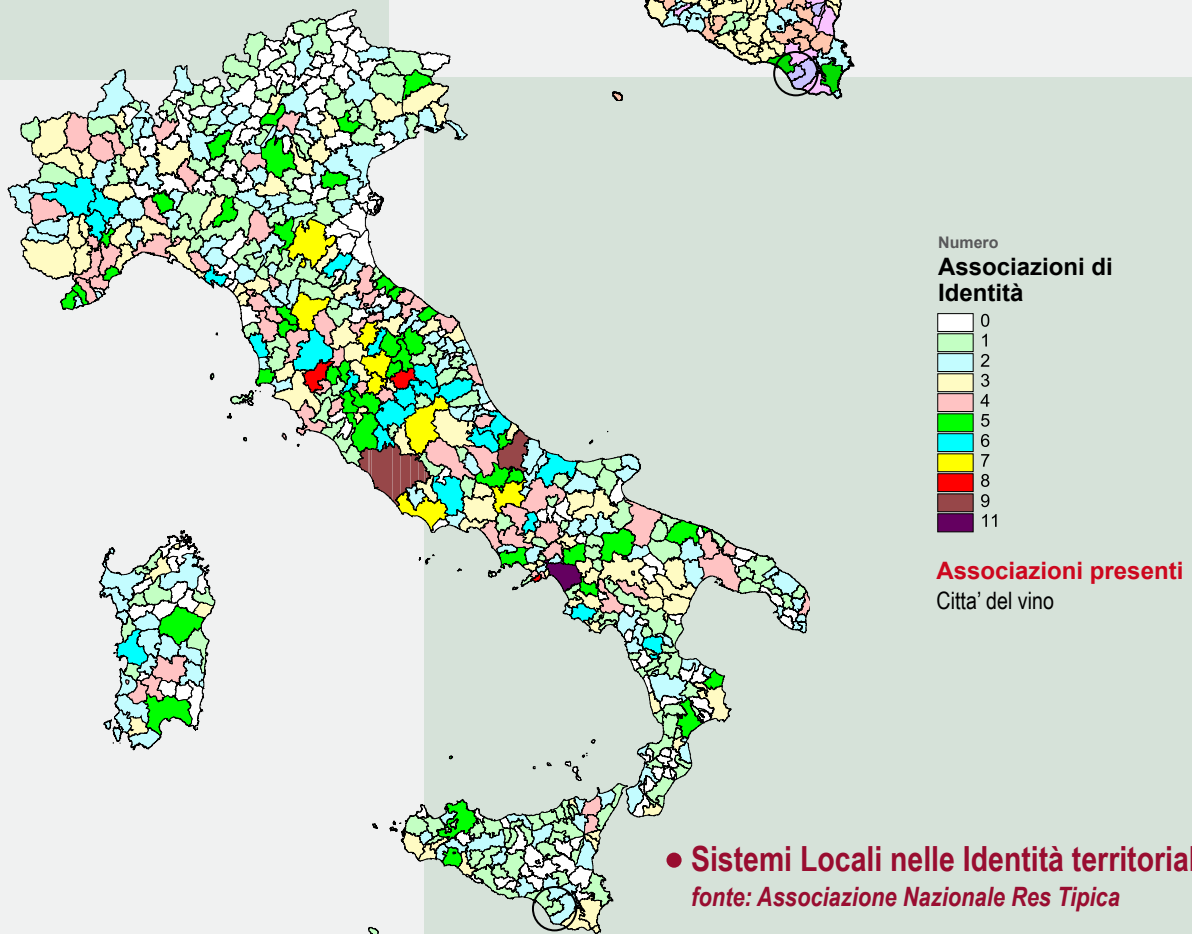 Numero
Associazioni di
Identità
0
1
2
3
4
5
6
7
8
9
11
Associazioni presenti
Citta' del vino
• Sistemi Locali nelle Identità territorial
fonte: Associazione Nazionale Res Tipica